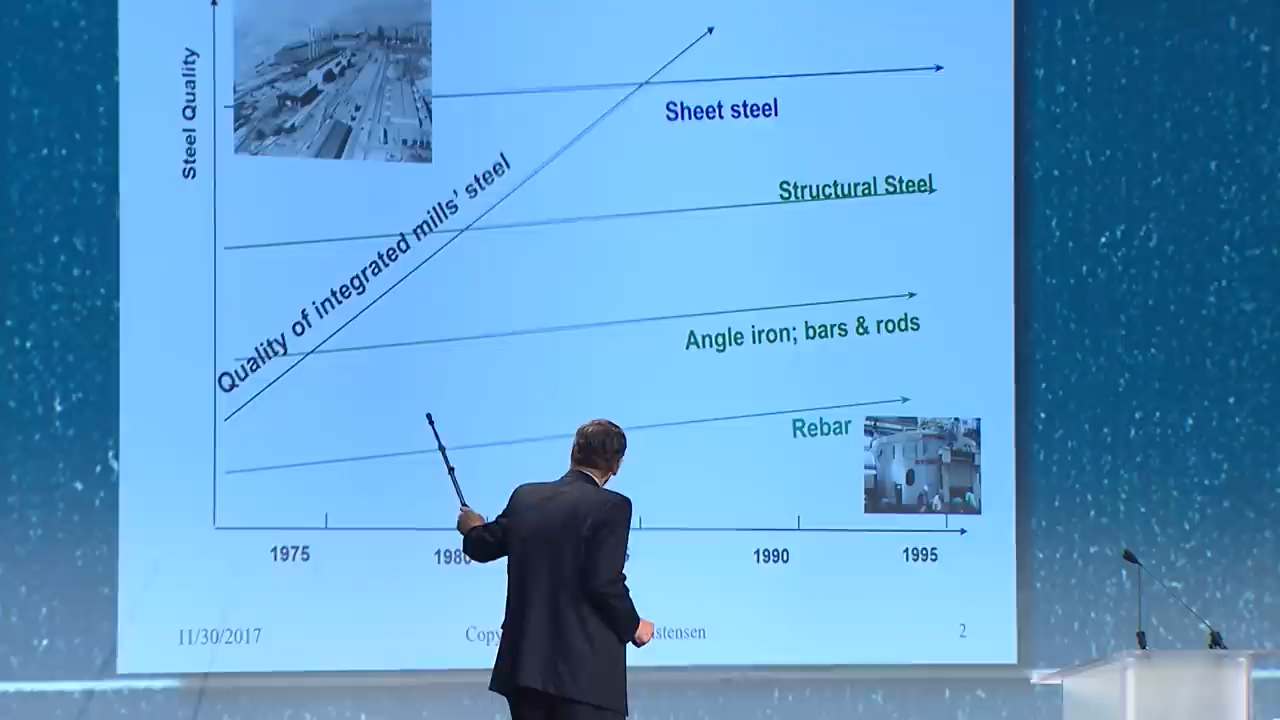 Steel Quality
Quality of integrated mills' steel
Sheet steel
Structural Steel
Angle iron; bars & rods
Rebar
1975
1990
1995
11/30/2017
2